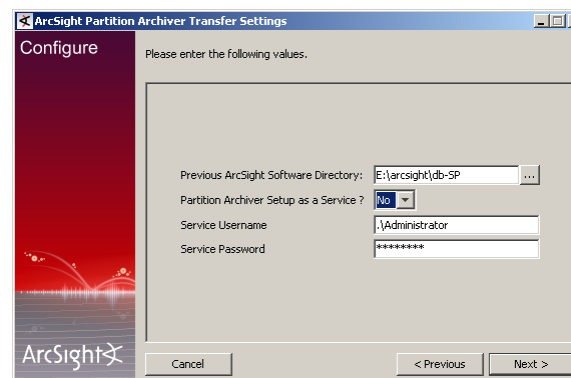 ArcSight Partition Archiver Transfer Settings
Configure
Please enter the following values.
Previous ArcSight Software Directory: E:\arcsight\db-SP ...
Partition Archiver Setup as a Service ? No
Service Username .\Administrator
Service Password ********
ArcSight
Cancel < Previous Next >